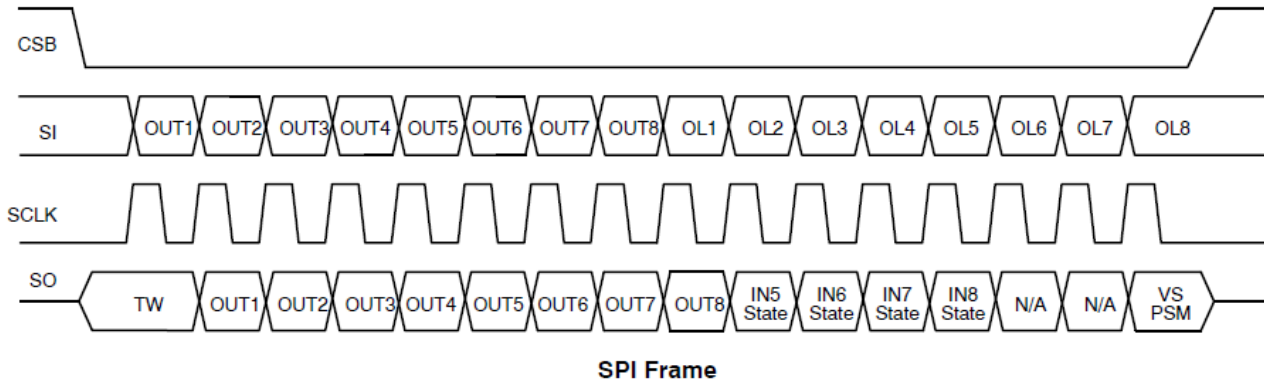 CSB
SI OUT1 OUT2 OUT3 OUT4 OUT5 OUT6 OUT7 OUT8 OL1 OL2 OL3 OL4 OL5 OL6 OL7 OL8
SCLK
SO TW OUT1 OUT2 OUT3 OUT4 OUT5 OUT6 OUT7 OUT8 IN5 State IN6 State IN7 State IN8 State N/A N/A VS PSM
SPI Frame